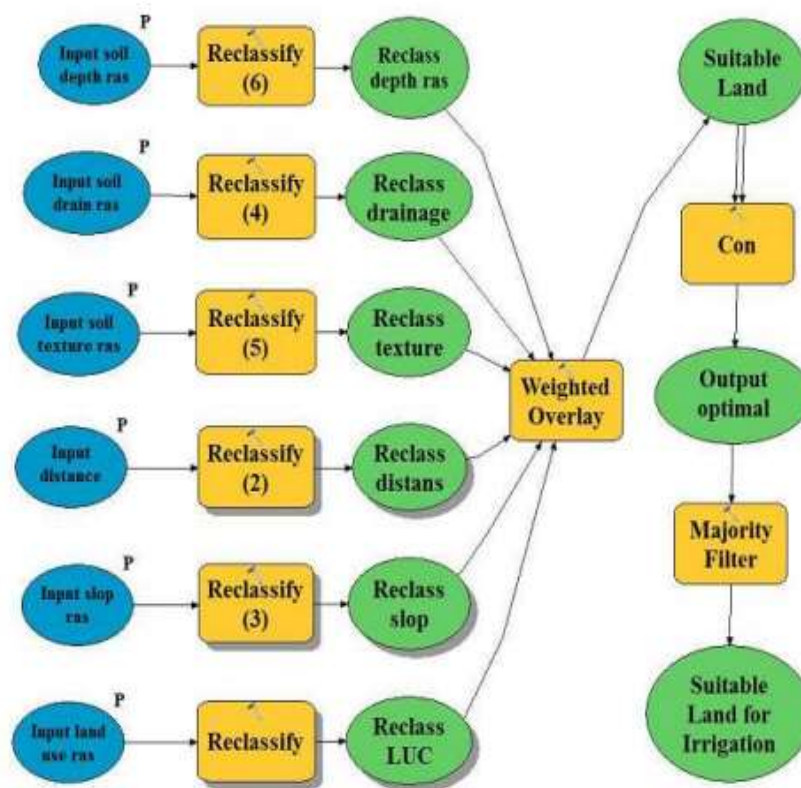 P
Input soil
depth ras
Reclassify
(6)
Reclass
depth ras
P
Input soil
drain ras
Reclassify
(4)
Reclass
drainage
P
Input soil
texture ras
Reclassify
(5)
Reclass
texture
P
Input
distance
Reclassify
(2)
Reclass
distans
P
Input slop
ras
Reclassify
(3)
Reclass
slop
P
Input land
use ras
Reclassify
Reclass
LUC
Weighted
Overlay
Suitable
Land
Con
Output
optimal
Majority
Filter
Suitable
Land for
Irrigation